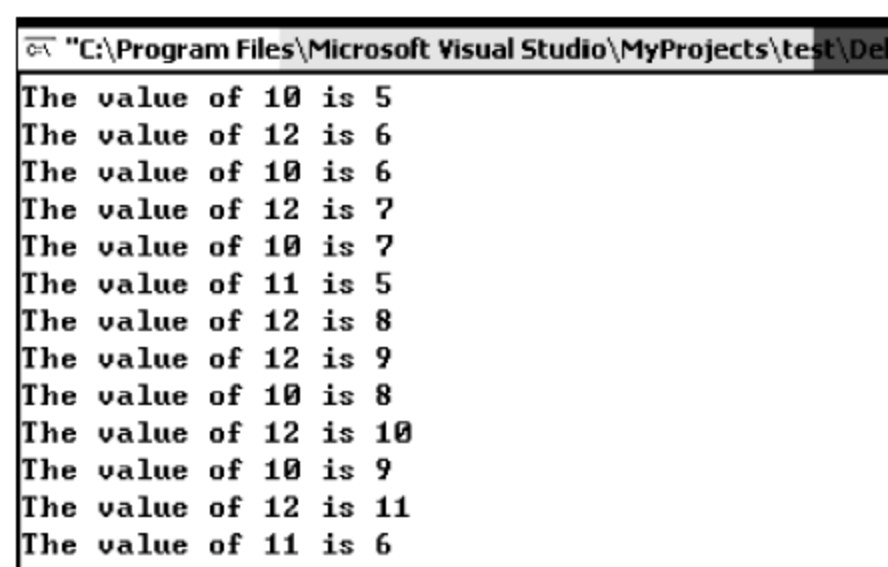 C:\ "C:\Program Files\Microsoft Visual Studio\MyProjects\test\De
The value of 10 is 5
The value of 12 is 6
The value of 10 is 6
The value of 12 is 7
The value of 10 is 7
The value of 11 is 5
The value of 12 is 8
The value of 12 is 9
The value of 10 is 8
The value of 12 is 10
The value of 10 is 9
The value of 12 is 11
The value of 11 is 6